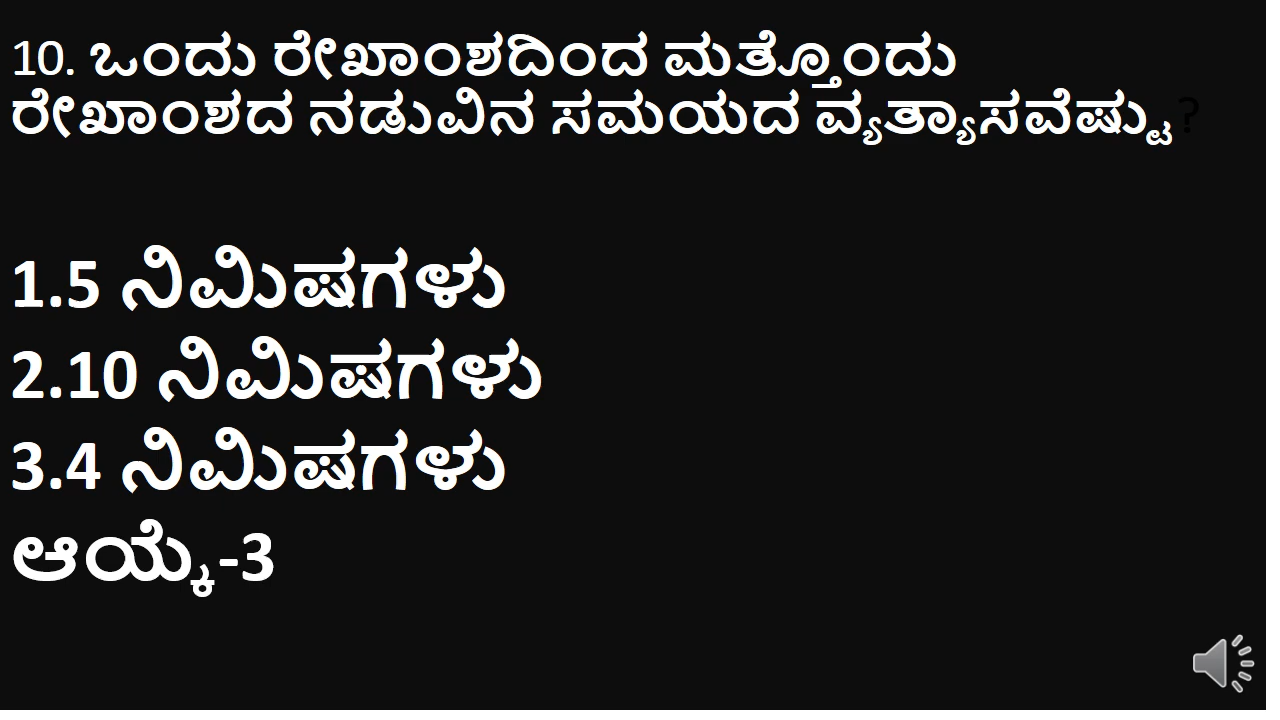 10. ಒಂದು ರೇಖಾಂಶದಿಂದ ಮತ್ತೊಂದು
ರೇಖಾಂಶದ ನಡುವಿನ ಸಮಯದ ವ್ಯತ್ಯಾಸವೆಷ್ಟು?
1.5 ನಿಮಿಷಗಳು
2.10 ನಿಮಿಷಗಳು
3.4 ನಿಮಿಷಗಳು
ಆಯ್ಕೆ-3